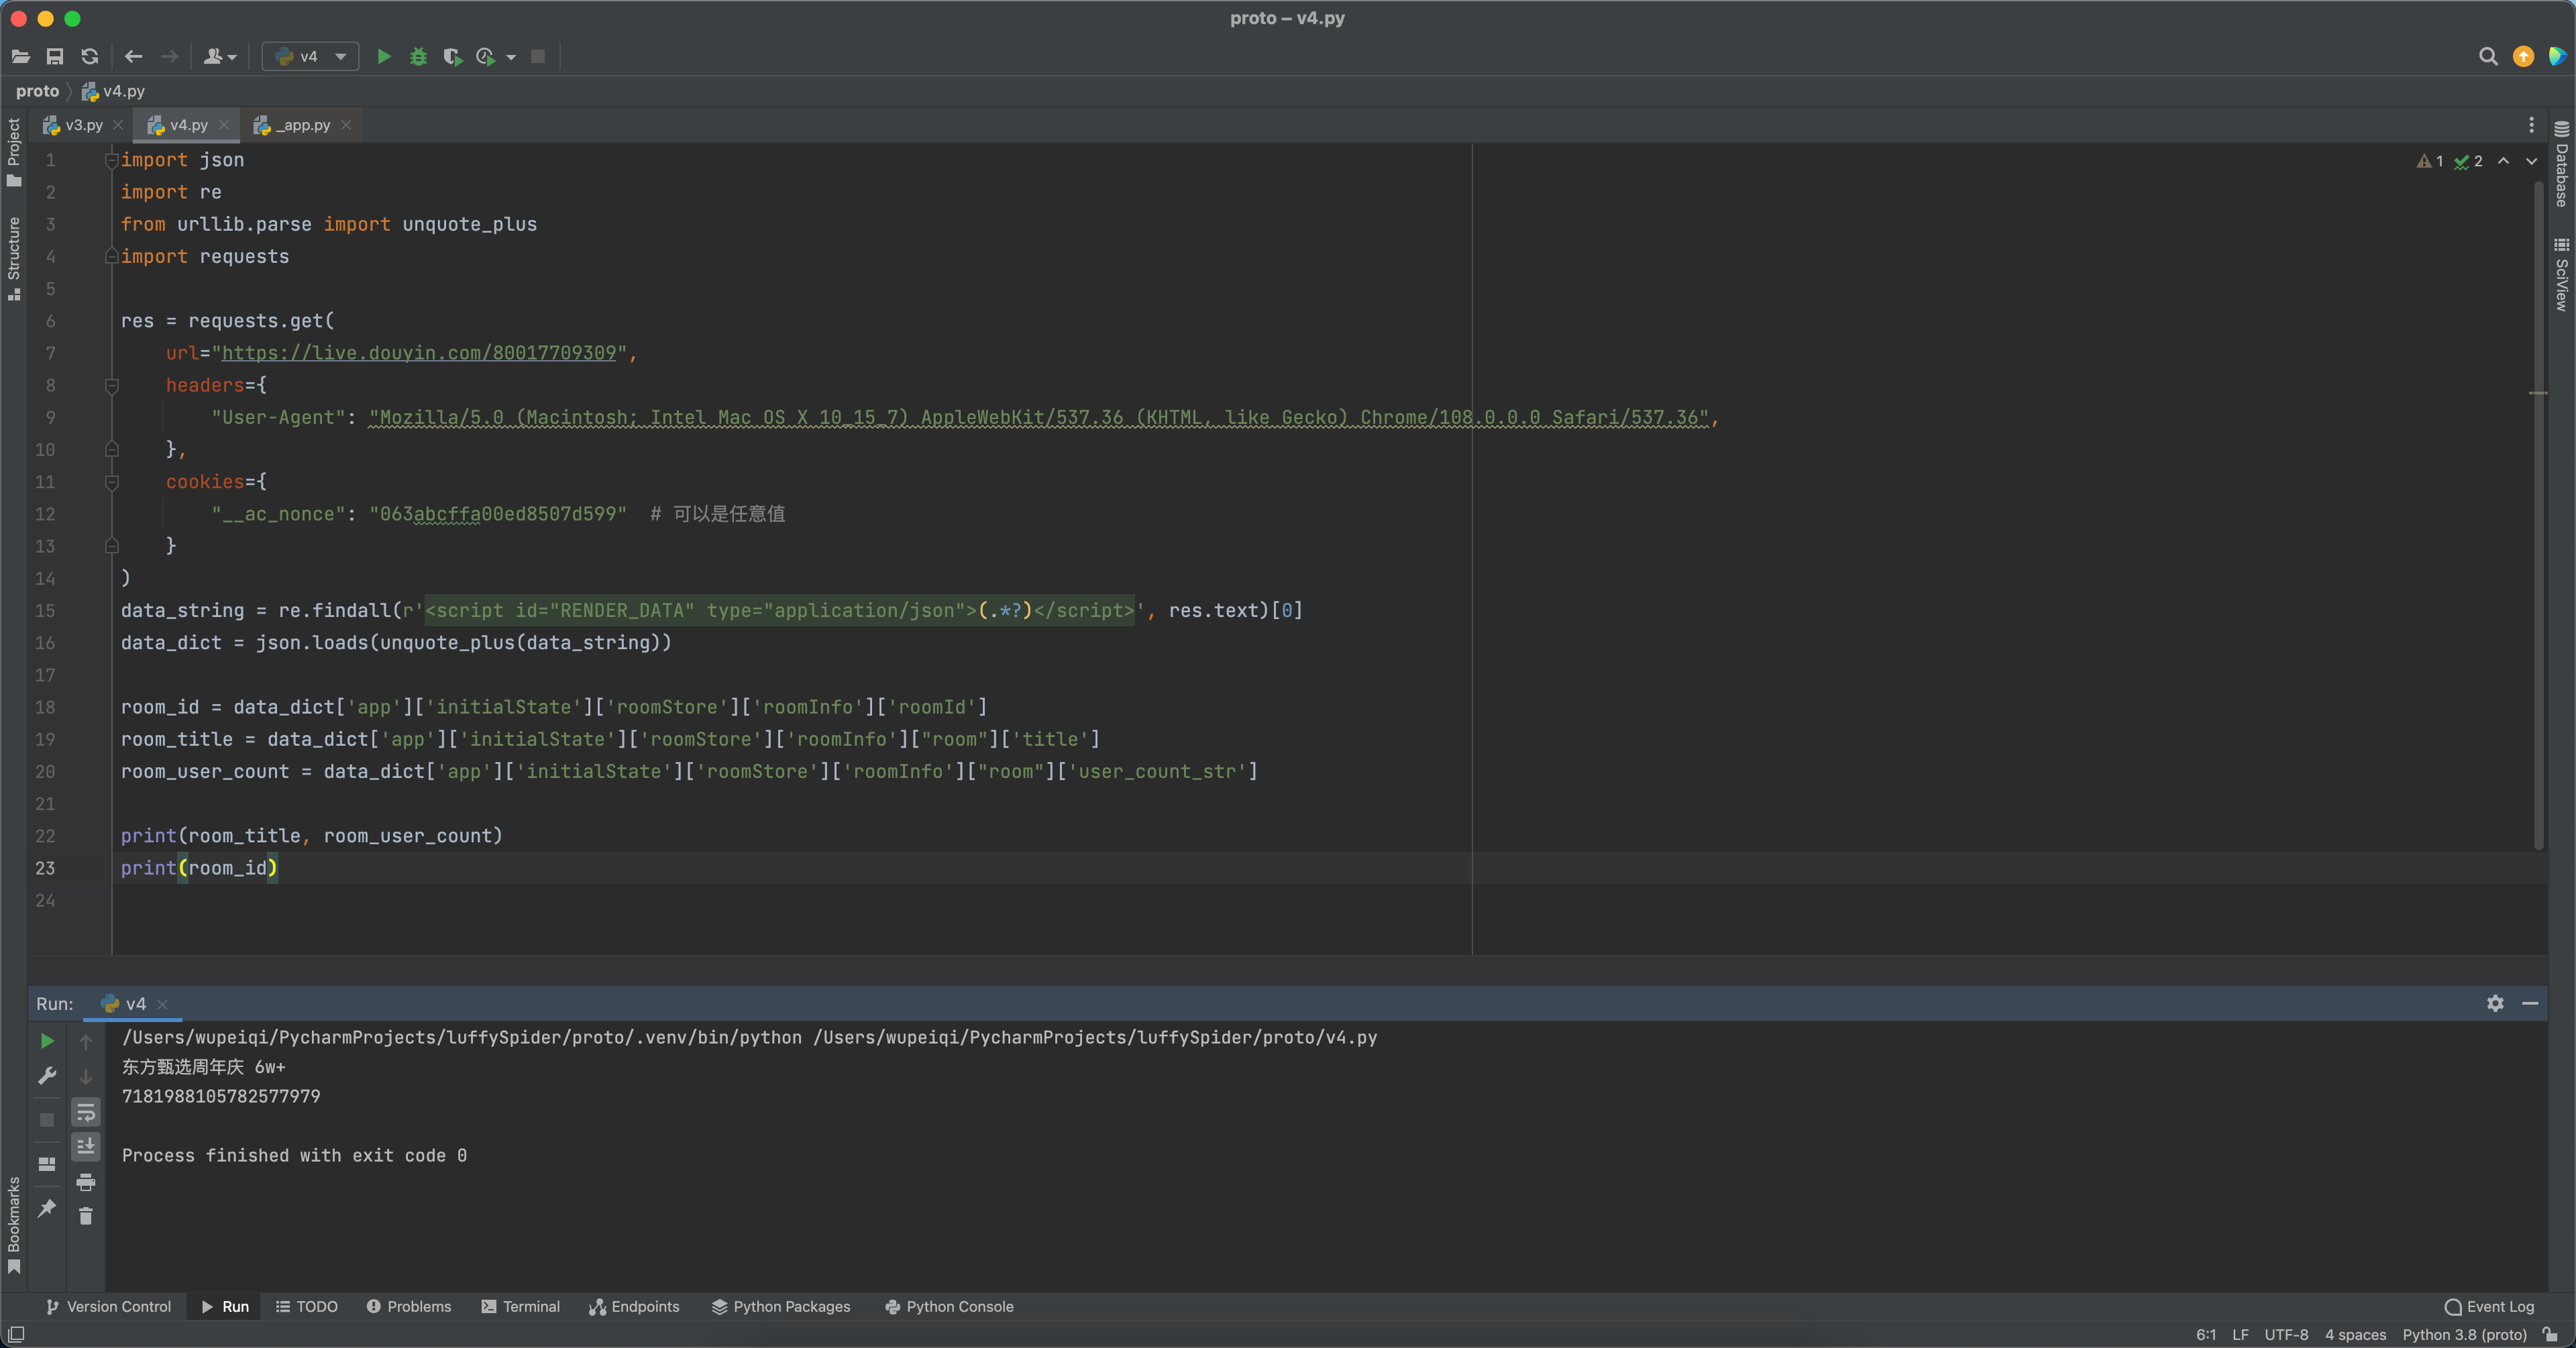 proto – v4.py
v4
proto
v4.py
v3.py
v4.py
_app.py
Project
Structure
Bookmarks
Database
SciView
1 2
1 import json
2 import re
3 from urllib.parse import unquote_plus
4 import requests
5
6 res = requests.get(
7 url="https://live.douyin.com/80017709309",
8 headers={
9 "User-Agent": "Mozilla/5.0 (Macintosh; Intel Mac OS X 10_15_7) AppleWebKit/537.36 (KHTML, like Gecko) Chrome/108.0.0.0 Safari/537.36",
10 },
11 cookies={
12 "__ac_nonce": "063abcffa00ed8507d599" # 可以是任意值
13 }
14 )
15 data_string = re.findall(r'<script id="RENDER_DATA" type="application/json">(.*?)</script>', res.text)[0]
16 data_dict = json.loads(unquote_plus(data_string))
17
18 room_id = data_dict['app']['initialState']['roomStore']['roomInfo']['roomId']
19 room_title = data_dict['app']['initialState']['roomStore']['roomInfo']["room"]['title']
20 room_user_count = data_dict['app']['initialState']['roomStore']['roomInfo']["room"]['user_count_str']
21
22 print(room_title, room_user_count)
23 print(room_id)
24
Run: v4
/Users/wupeiqi/PycharmProjects/luffySpider/proto/.venv/bin/python /Users/wupeiqi/PycharmProjects/luffySpider/proto/v4.py
东方甄选周年庆 6w+
7181988105782577979
Process finished with exit code 0
Version Control Run TODO Problems Terminal Endpoints Python Packages Python Console Event Log
6:1 LF UTF-8 4 spaces Python 3.8 (proto)